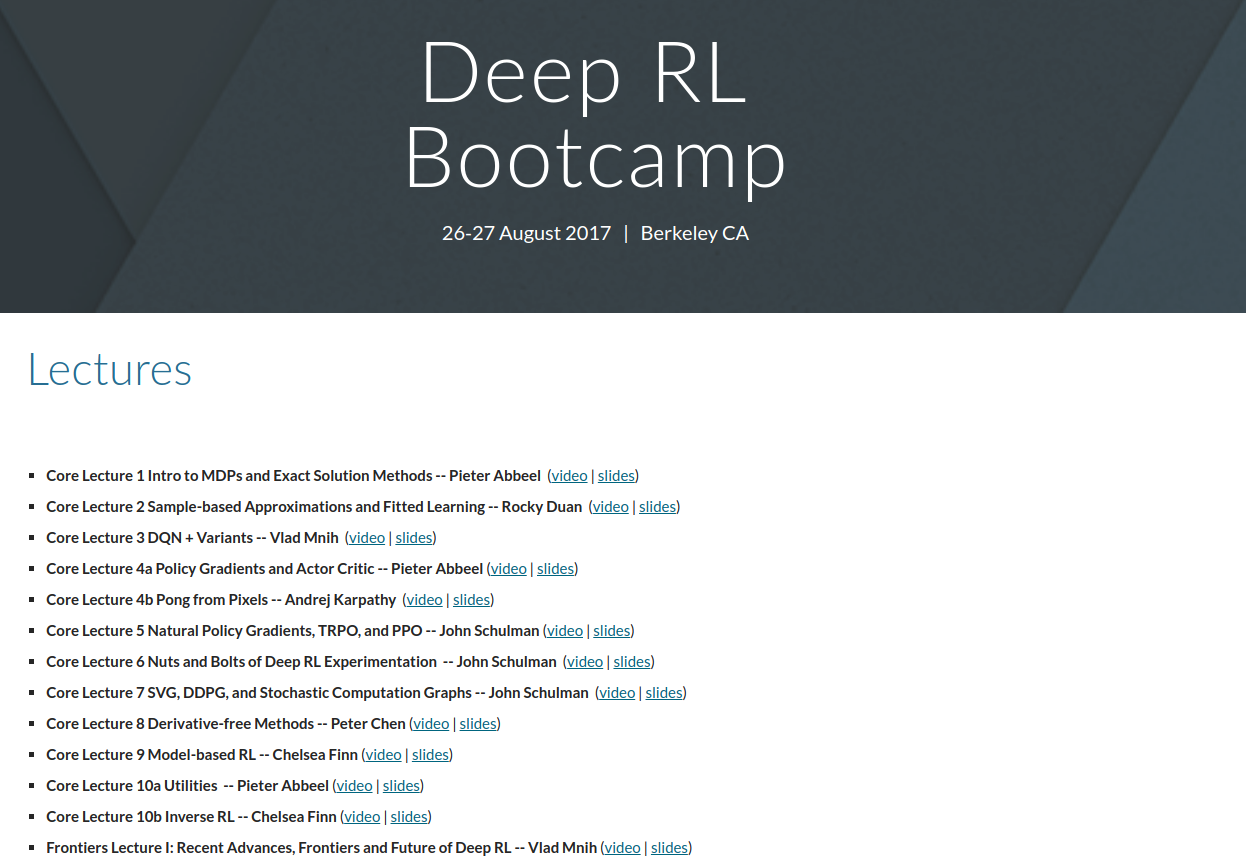 Deep RL
Bootcamp
26-27 August 2017 | Berkeley CA
Lectures
Core Lecture 1 Intro to MDPs and Exact Solution Methods -- Pieter Abbeel (video | slides)
Core Lecture 2 Sample-based Approximations and Fitted Learning -- Rocky Duan (video | slides)
Core Lecture 3 DQN + Variants -- Vlad Mnih (video | slides)
Core Lecture 4a Policy Gradients and Actor Critic -- Pieter Abbeel (video | slides)
Core Lecture 4b Pong from Pixels -- Andrej Karpathy (video | slides)
Core Lecture 5 Natural Policy Gradients, TRPO, and PPO -- John Schulman (video | slides)
Core Lecture 6 Nuts and Bolts of Deep RL Experimentation -- John Schulman (video | slides)
Core Lecture 7 SVG, DDPG, and Stochastic Computation Graphs -- John Schulman (video | slides)
Core Lecture 8 Derivative-free Methods -- Peter Chen (video | slides)
Core Lecture 9 Model-based RL -- Chelsea Finn (video | slides)
Core Lecture 10a Utilities -- Pieter Abbeel (video | slides)
Core Lecture 10b Inverse RL -- Chelsea Finn (video | slides)
Frontiers Lecture I: Recent Advances, Frontiers and Future of Deep RL -- Vlad Mnih (video | slides)